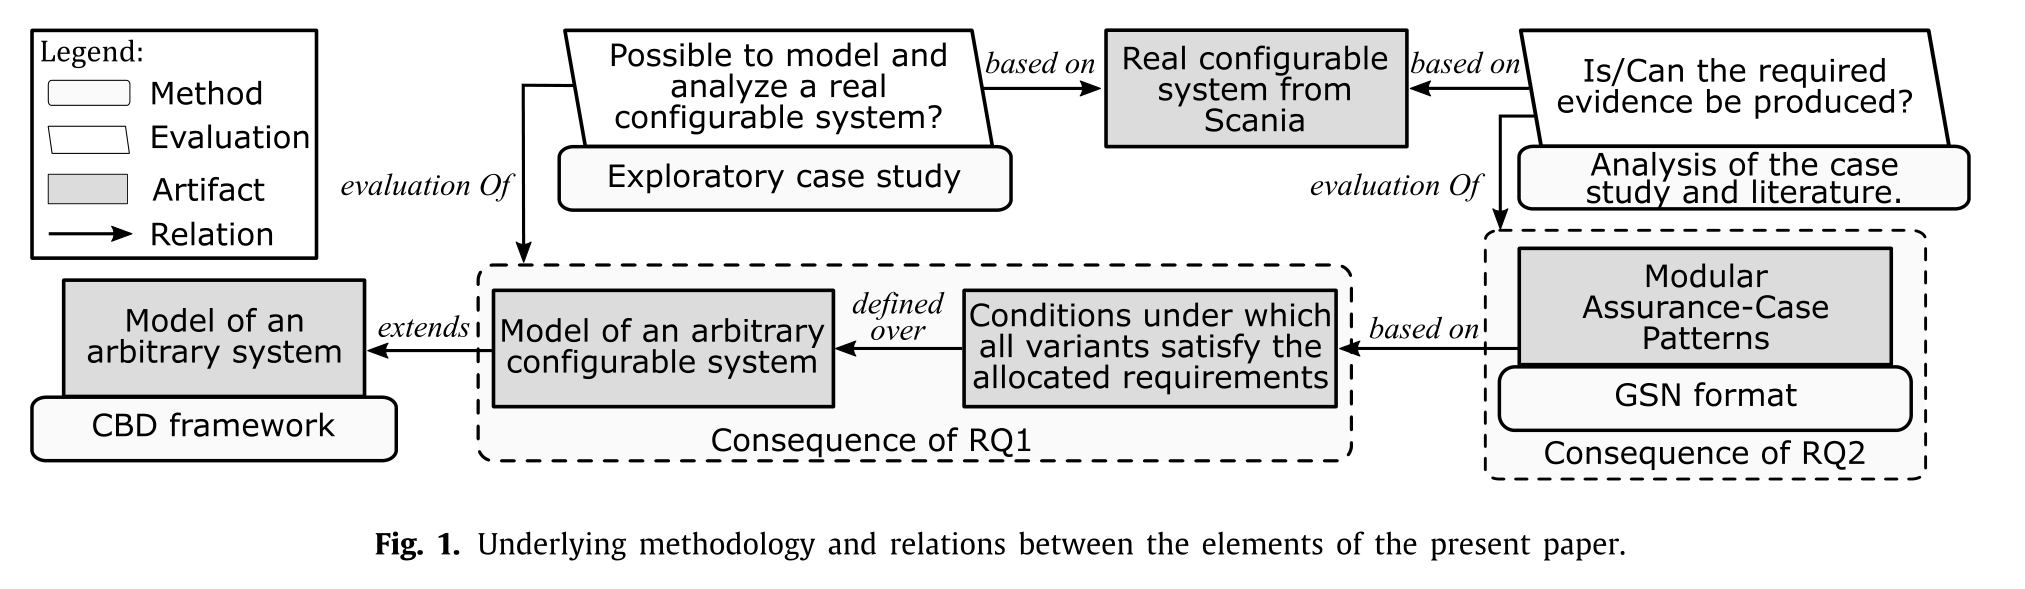 Legend:
Method
Evaluation
Artifact
Relation
Possible to model and
analyze a real
configurable system?
Exploratory case study
based on
Real configurable
system from
Scania
based on
Is/Can the required
evidence be produced?
Analysis of the case
study and literature.
evaluation Of
evaluation Of
Model of an
arbitrary system
CBD framework
extends
Model of an arbitrary
configurable system
defined
over
Conditions under which
all variants satisfy the
allocated requirements
Consequence of RQ1
based on
Modular
Assurance-Case
Patterns
GSN format
Consequence of RQ2
Fig. 1. Underlying methodology and relations between the elements of the present paper.